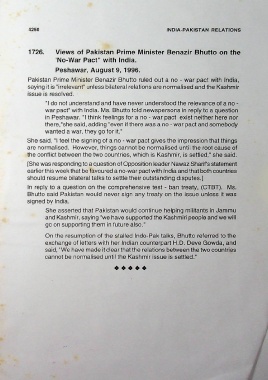 3260 INDIA-PAKISTAN RELATIONS
1726. Views of Pakistan Prime Minister Benazir Bhutto on the
'No-War Pact" with India.
Peshawar, August 9, 1996.
Pakistan Prime Minister Benazir Bhutto ruled out a no - war pact with India,
saying it is "irrelevant" unless bilateral relations are normalised and the Kashmir
issue is resolved.
"I do not understand and have never understood the relevance of a no -
war pact" with India, Ms. Bhutto told newspersons in reply to a question
in Peshawar. "I think feelings for a no - war pact exist neither here nor
there," she said, adding "even if there was a no - war pact and somebody
wanted a war, they go for it."
She said. "I feel the signing of a no - war pact gives the impression that things
are normalised. However, things cannot be normalised until the root cause of
the conflict between the two countries, which is Kashmir, is settled," she said.
[She was responding to a question of Opposition leader Nawaz Sharif's statement
earlier this week that be favoured a no-war pact with India and that both countries
should resume bilateral talks to settle their outstanding disputes.]
In reply to a question on the comprehensive test - ban treaty, (CTBT). Ms.
Bhutto said Pakistan would never sign any treaty on the issue unless it was
signed by India.
She asserted that Pakistan would continue helping militants in Jammu
and Kashmir, saying "we have supported the Kashmiri people and we will
go on supporting them in future also."
On the resumption of the stalled Indo-Pak talks, Bhutto referred to the
exchange of letters with her Indian counterpart H.D. Deve Gowda, and
said, "We have made it clear that the relations between the two countries
cannot be normalised until the Kashmir issue is settled."